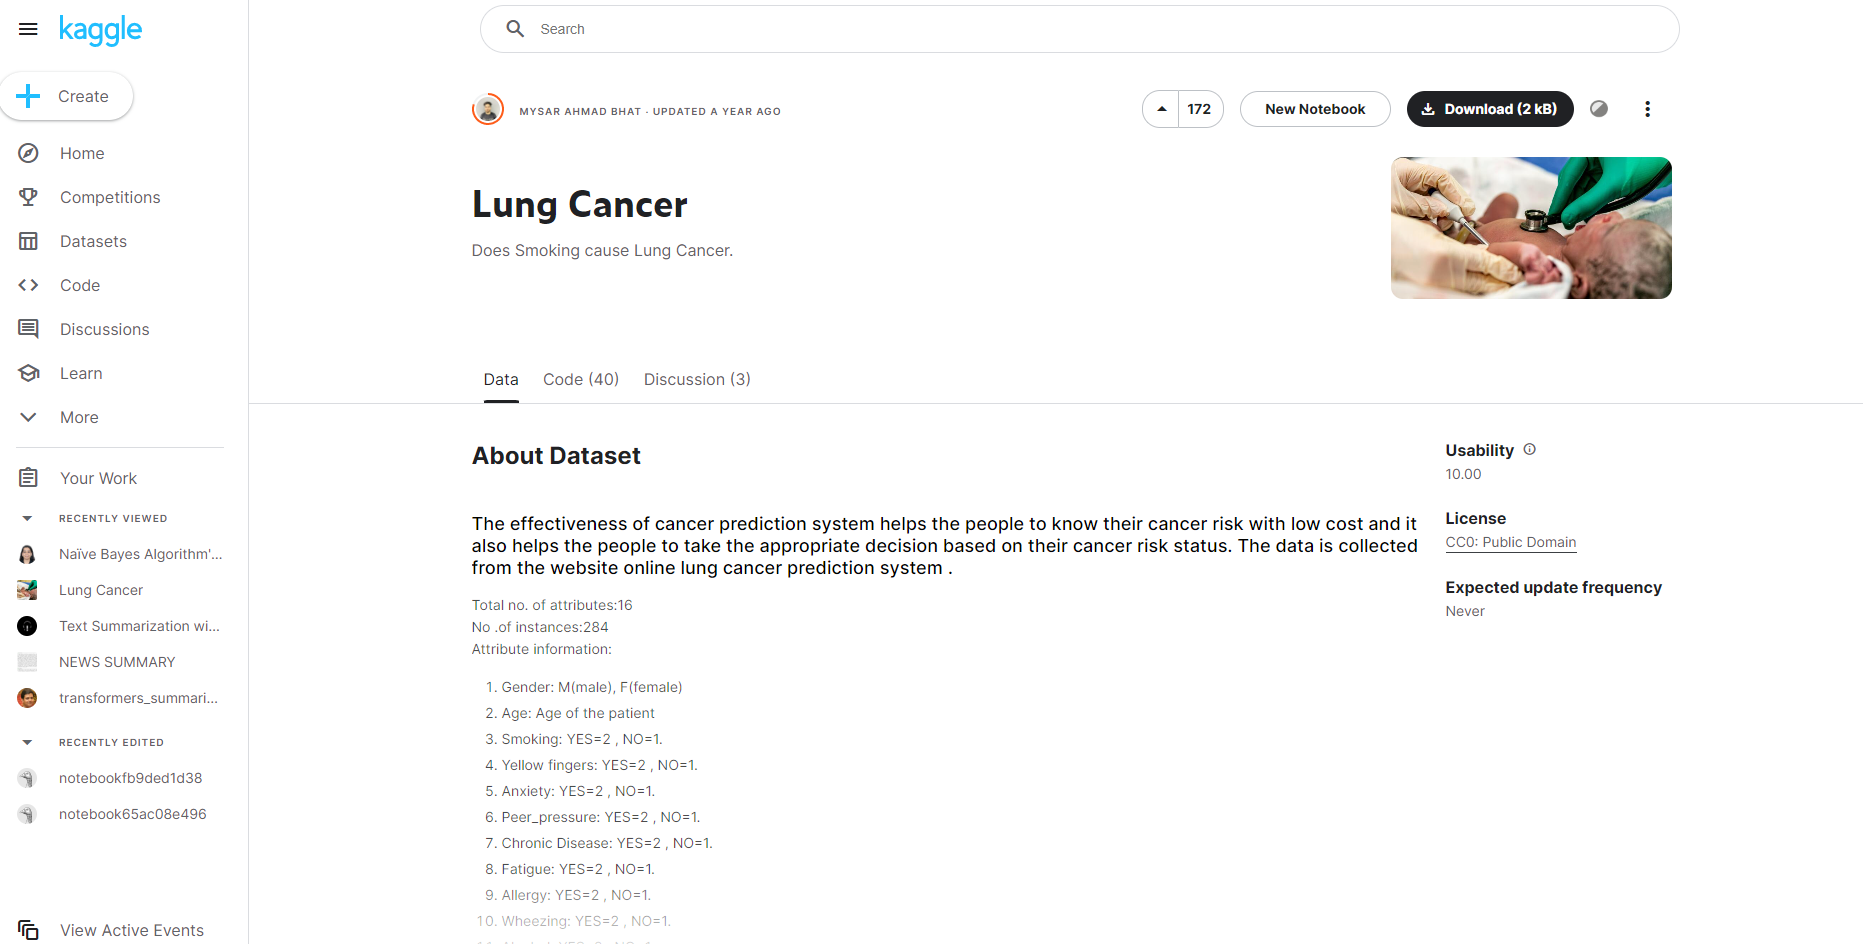 kaggle
Search
Create
Home
Competitions
Datasets
Code
Discussions
Learn
More
Your Work
RECENTLY VIEWED
Naïve Bayes Algorithm'...
Lung Cancer
Text Summarization wi...
NEWS SUMMARY
transformers_summari...
RECENTLY EDITED
notebookfb9ded1d38
notebook65ac08e496
View Active Events
MYSAR AHMAD BHAT · UPDATED A YEAR AGO
172
New Notebook
Download (2 kB)
Lung Cancer
Does Smoking cause Lung Cancer.
Data
Code (40)
Discussion (3)
About Dataset
The effectiveness of cancer prediction system helps the people to know their cancer risk with low cost and it
also helps the people to take the appropriate decision based on their cancer risk status. The data is collected
from the website online lung cancer prediction system .
Total no. of attributes:16
No .of instances:284
Attribute information:
1. Gender: M(male), F(female)
2. Age: Age of the patient
3. Smoking: YES=2 , NO=1.
4. Yellow fingers: YES=2 , NO=1.
5. Anxiety: YES=2 , NO=1.
6. Peer_pressure: YES=2 , NO=1.
7. Chronic Disease: YES=2 , NO=1.
8. Fatigue: YES=2 , NO=1.
9. Allergy: YES=2 , NO=1.
10. Wheezing: YES=2 , NO=1.
Usability
10.00
License
CC0: Public Domain
Expected update frequency
Never